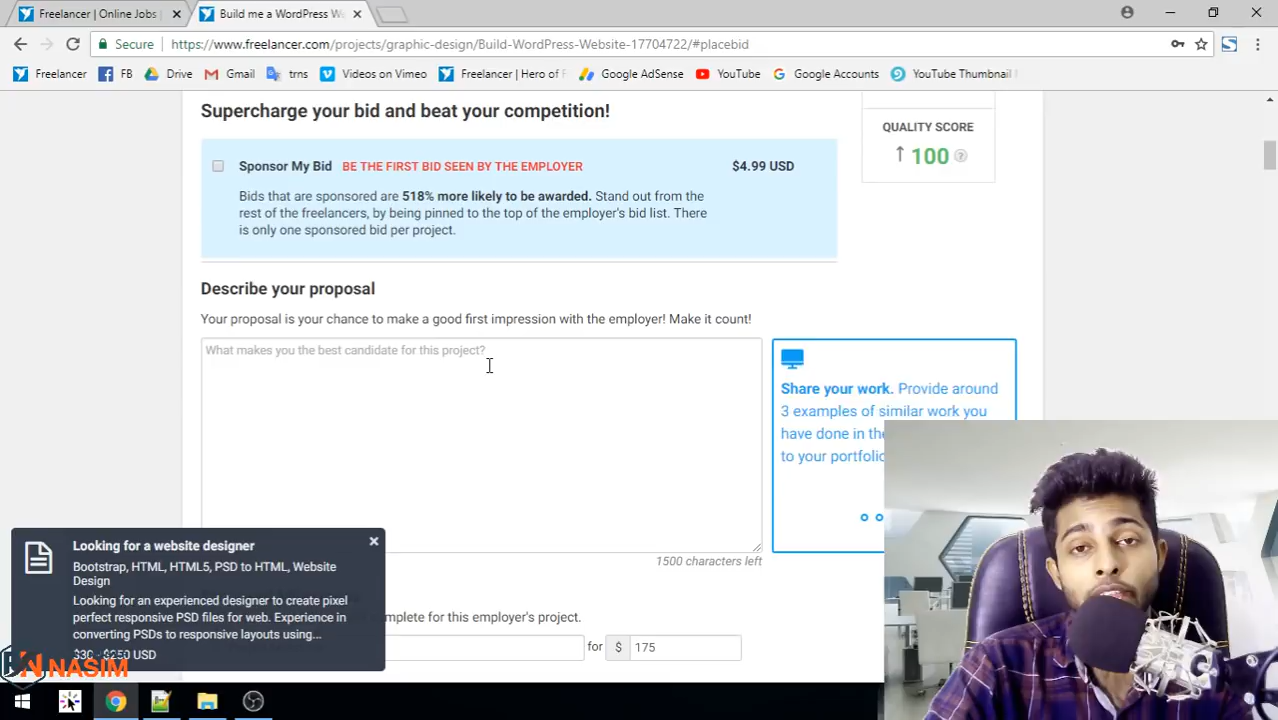 Freelancer | Online Jobs
Build me a WordPress We
Secure
https://www.freelancer.com/projects/graphic-design/Build-WordPress-Website-17704722/#placebid
Freelancer
FB
Drive
Gmail
trns
Videos on Vimeo
Freelancer | Hero of
Google AdSense
YouTube
Google Accounts
YouTube Thumbnail
Supercharge your bid and beat your competition!
QUALITY SCORE
↑ 100 ?
Sponsor My Bid BE THE FIRST BID SEEN BY THE EMPLOYER $4.99 USD
Bids that are sponsored are 518% more likely to be awarded. Stand out from the
rest of the freelancers, by being pinned to the top of the employer's bid list. There
is only one sponsored bid per project.
Describe your proposal
Your proposal is your chance to make a good first impression with the employer! Make it count!
What makes you the best candidate for this project?
Share your work. Provide around
3 examples of similar work you
have done in the
to your portfolio
1500 characters left
Looking for a website designer
Bootstrap, HTML, HTML5, PSD to HTML, Website
Design
Looking for an experienced designer to create pixel
perfect responsive PSD files for web. Experience in
converting PSDs to responsive layouts using...
$30 - $250 USD
complete for this employer's project.
for $ 175
NASIM